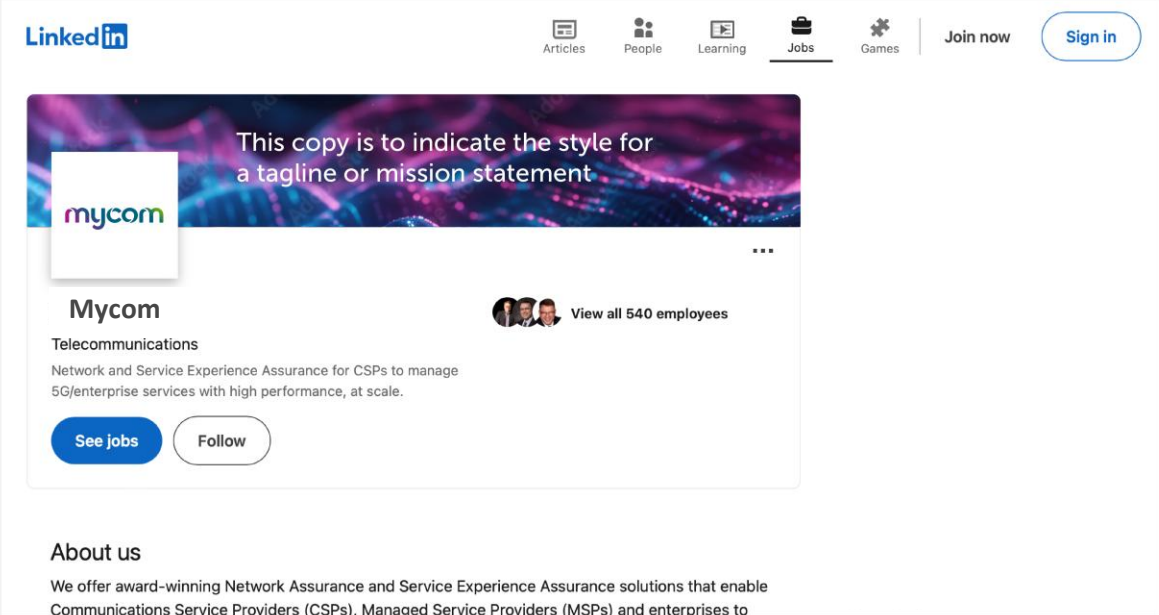 Linked in
Articles
People
Learning
Jobs
Games
Join now
Sign in
This copy is to indicate the style for
a tagline or mission statement
mycom
Mycom
View all 540 employees
Telecommunications
Network and Service Experience Assurance for CSPs to manage
5G/enterprise services with high performance, at scale.
See jobs
Follow
About us
We offer award-winning Network Assurance and Service Experience Assurance solutions that enable
Communications Service Providers (CSPs), Managed Service Providers (MSPs) and enterprises to